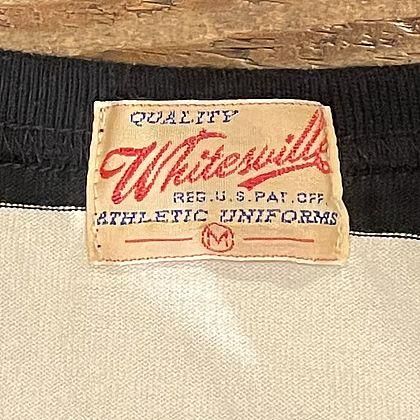 QUALITY
Whitesville
REG. U.S. PAT. OFF
ATHLETIC UNIFORMS
M